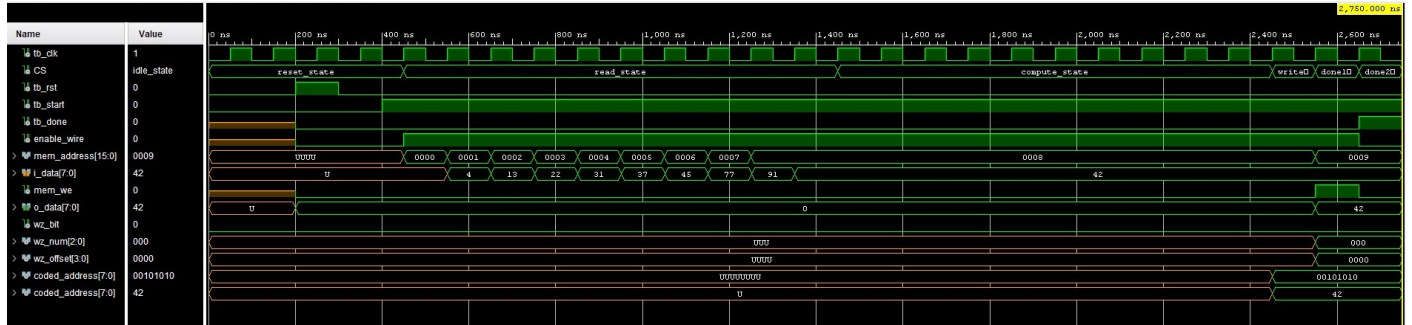 2,750.000 ns
Name Value |0 ns |200 ns |400 ns |600 ns |800 ns |1,000 ns |1,200 ns |1,400 ns |1,600 ns |1,800 ns |2,000 ns |2,200 ns |2,400 ns |2,600 ns
tb_clk 1
CS idle_state reset_state read_state compute_state write done1 done2
tb_rst 0
tb_start 0
tb_done 0
enable_wire 0
mem_address[15:0] 0009 UUUU 0000 0001 0002 0003 0004 0005 0006 0007 0008 0009
i_data[7:0] 42 U 4 13 22 31 37 45 77 91 42
mem_we 0
o_data[7:0] 42 U 0 42
wz_bit 0
wz_num[2:0] 000 UUU 000
wz_offset[3:0] 0000 UUUU 0000
coded_address[7:0] 00101010 UUUUUUUU 00101010
coded_address[7:0] 42 U 42